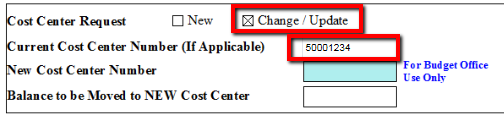 Cost Center Request New Change / Update
Current Cost Center Number (If Applicable) 50001234
New Cost Center Number For Budget Office
Use Only
Balance to be Moved to NEW Cost Center